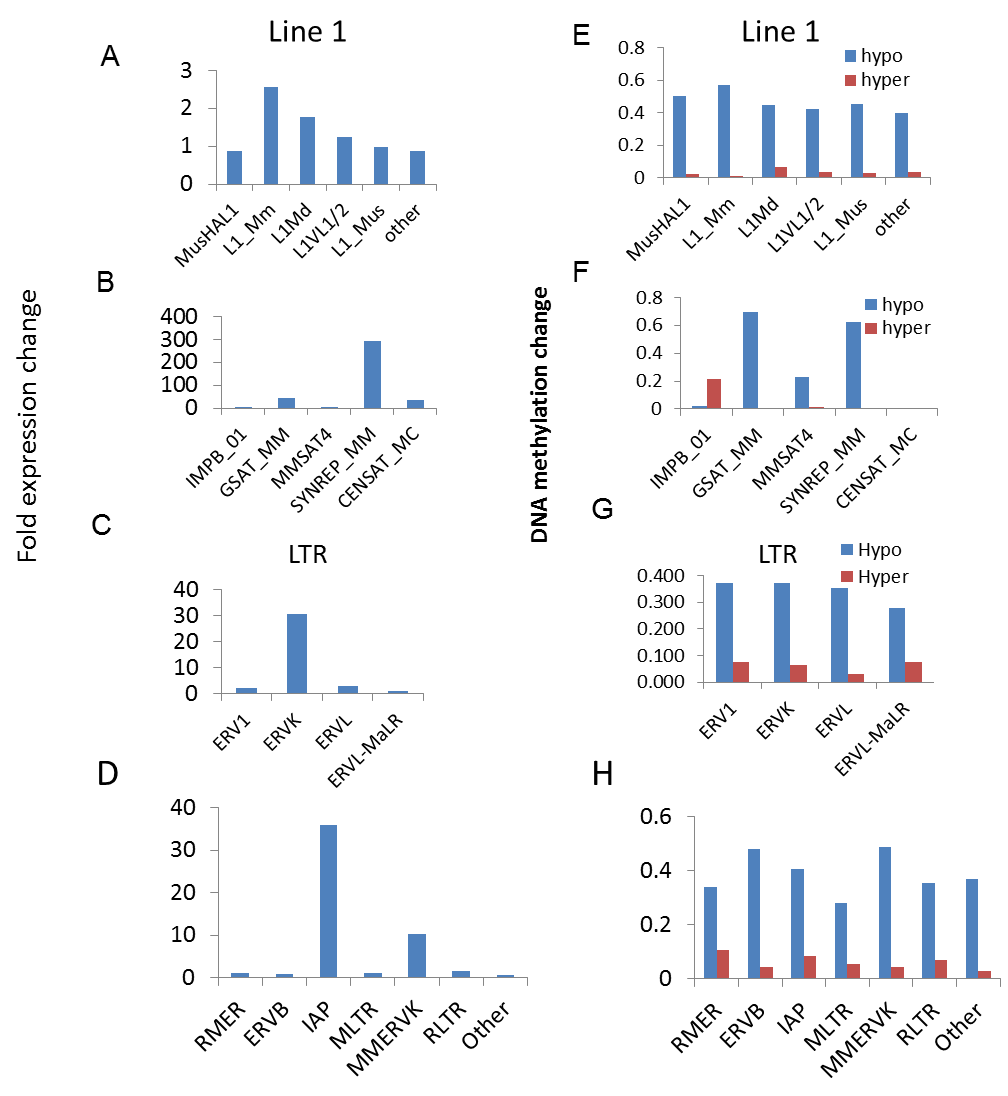 Fold expression change
A
Line 1
3
2
1
0
MusHAL1
L1_Mm
L1Md
L1VL1/2
L1_Mus
other
B
400
300
200
100
0
IMPB_01
GSAT_MM
MMSAT4
SYNREP_MM
CENSAT_MC
C
LTR
40
30
20
10
0
ERV1
ERVK
ERVL
ERVL-MaLR
D
40
30
20
10
0
RMER
ERVB
IAP
MLTR
MMERVK
RLTR
Other
DNA methylation change
E
Line 1
hypo
hyper
0.8
0.6
0.4
0.2
0
MusHAL1
L1_Mm
L1Md
L1VL1/2
L1_Mus
other
F
hypo
hyper
0.8
0.6
0.4
0.2
0
IMPB_01
GSAT_MM
MMSAT4
SYNREP_MM
CENSAT_MC
G
LTR
Hypo
Hyper
0.400
0.300
0.200
0.100
0.000
ERV1
ERVK
ERVL
ERVL-MaLR
H
0.6
0.4
0.2
0
RMER
ERVB
IAP
MLTR
MMERVK
RLTR
Other